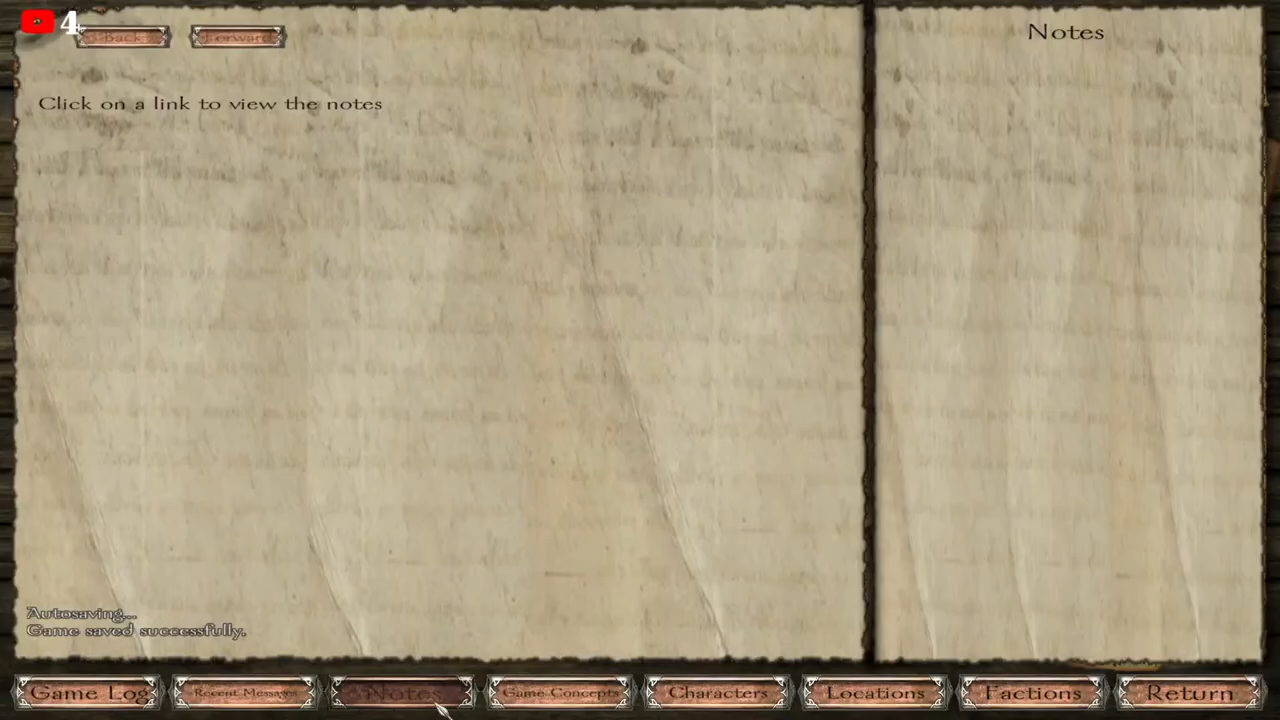 4
Back
Forward
Notes
Click on a link to view the notes
Autosaving...
Game saved successfully.
Game Log
Recent Messages
Notes
Game Concepts
Characters
Locations
Factions
Return